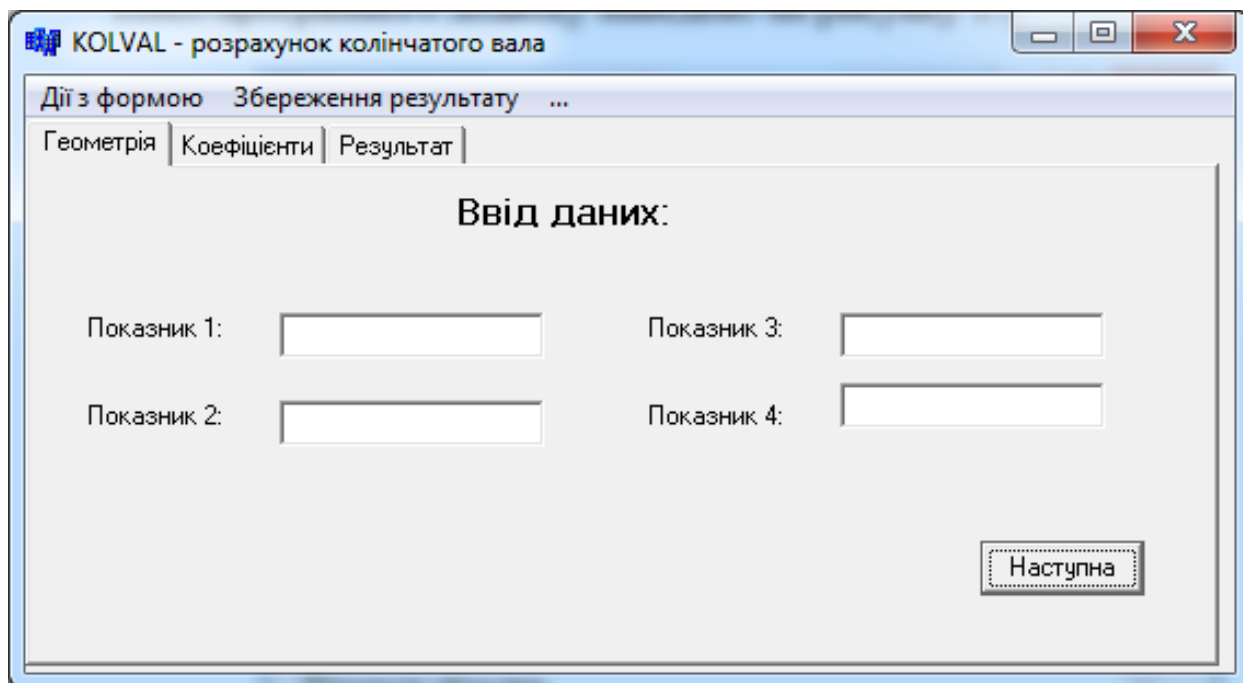 KOLVAL - розрахунок колінчатого вала
Дії з формою Збереження результату ...
Геометрія Коефіцієнти Результат
Ввід даних:
Показник 1: Показник 3:
Показник 2: Показник 4:
Наступна